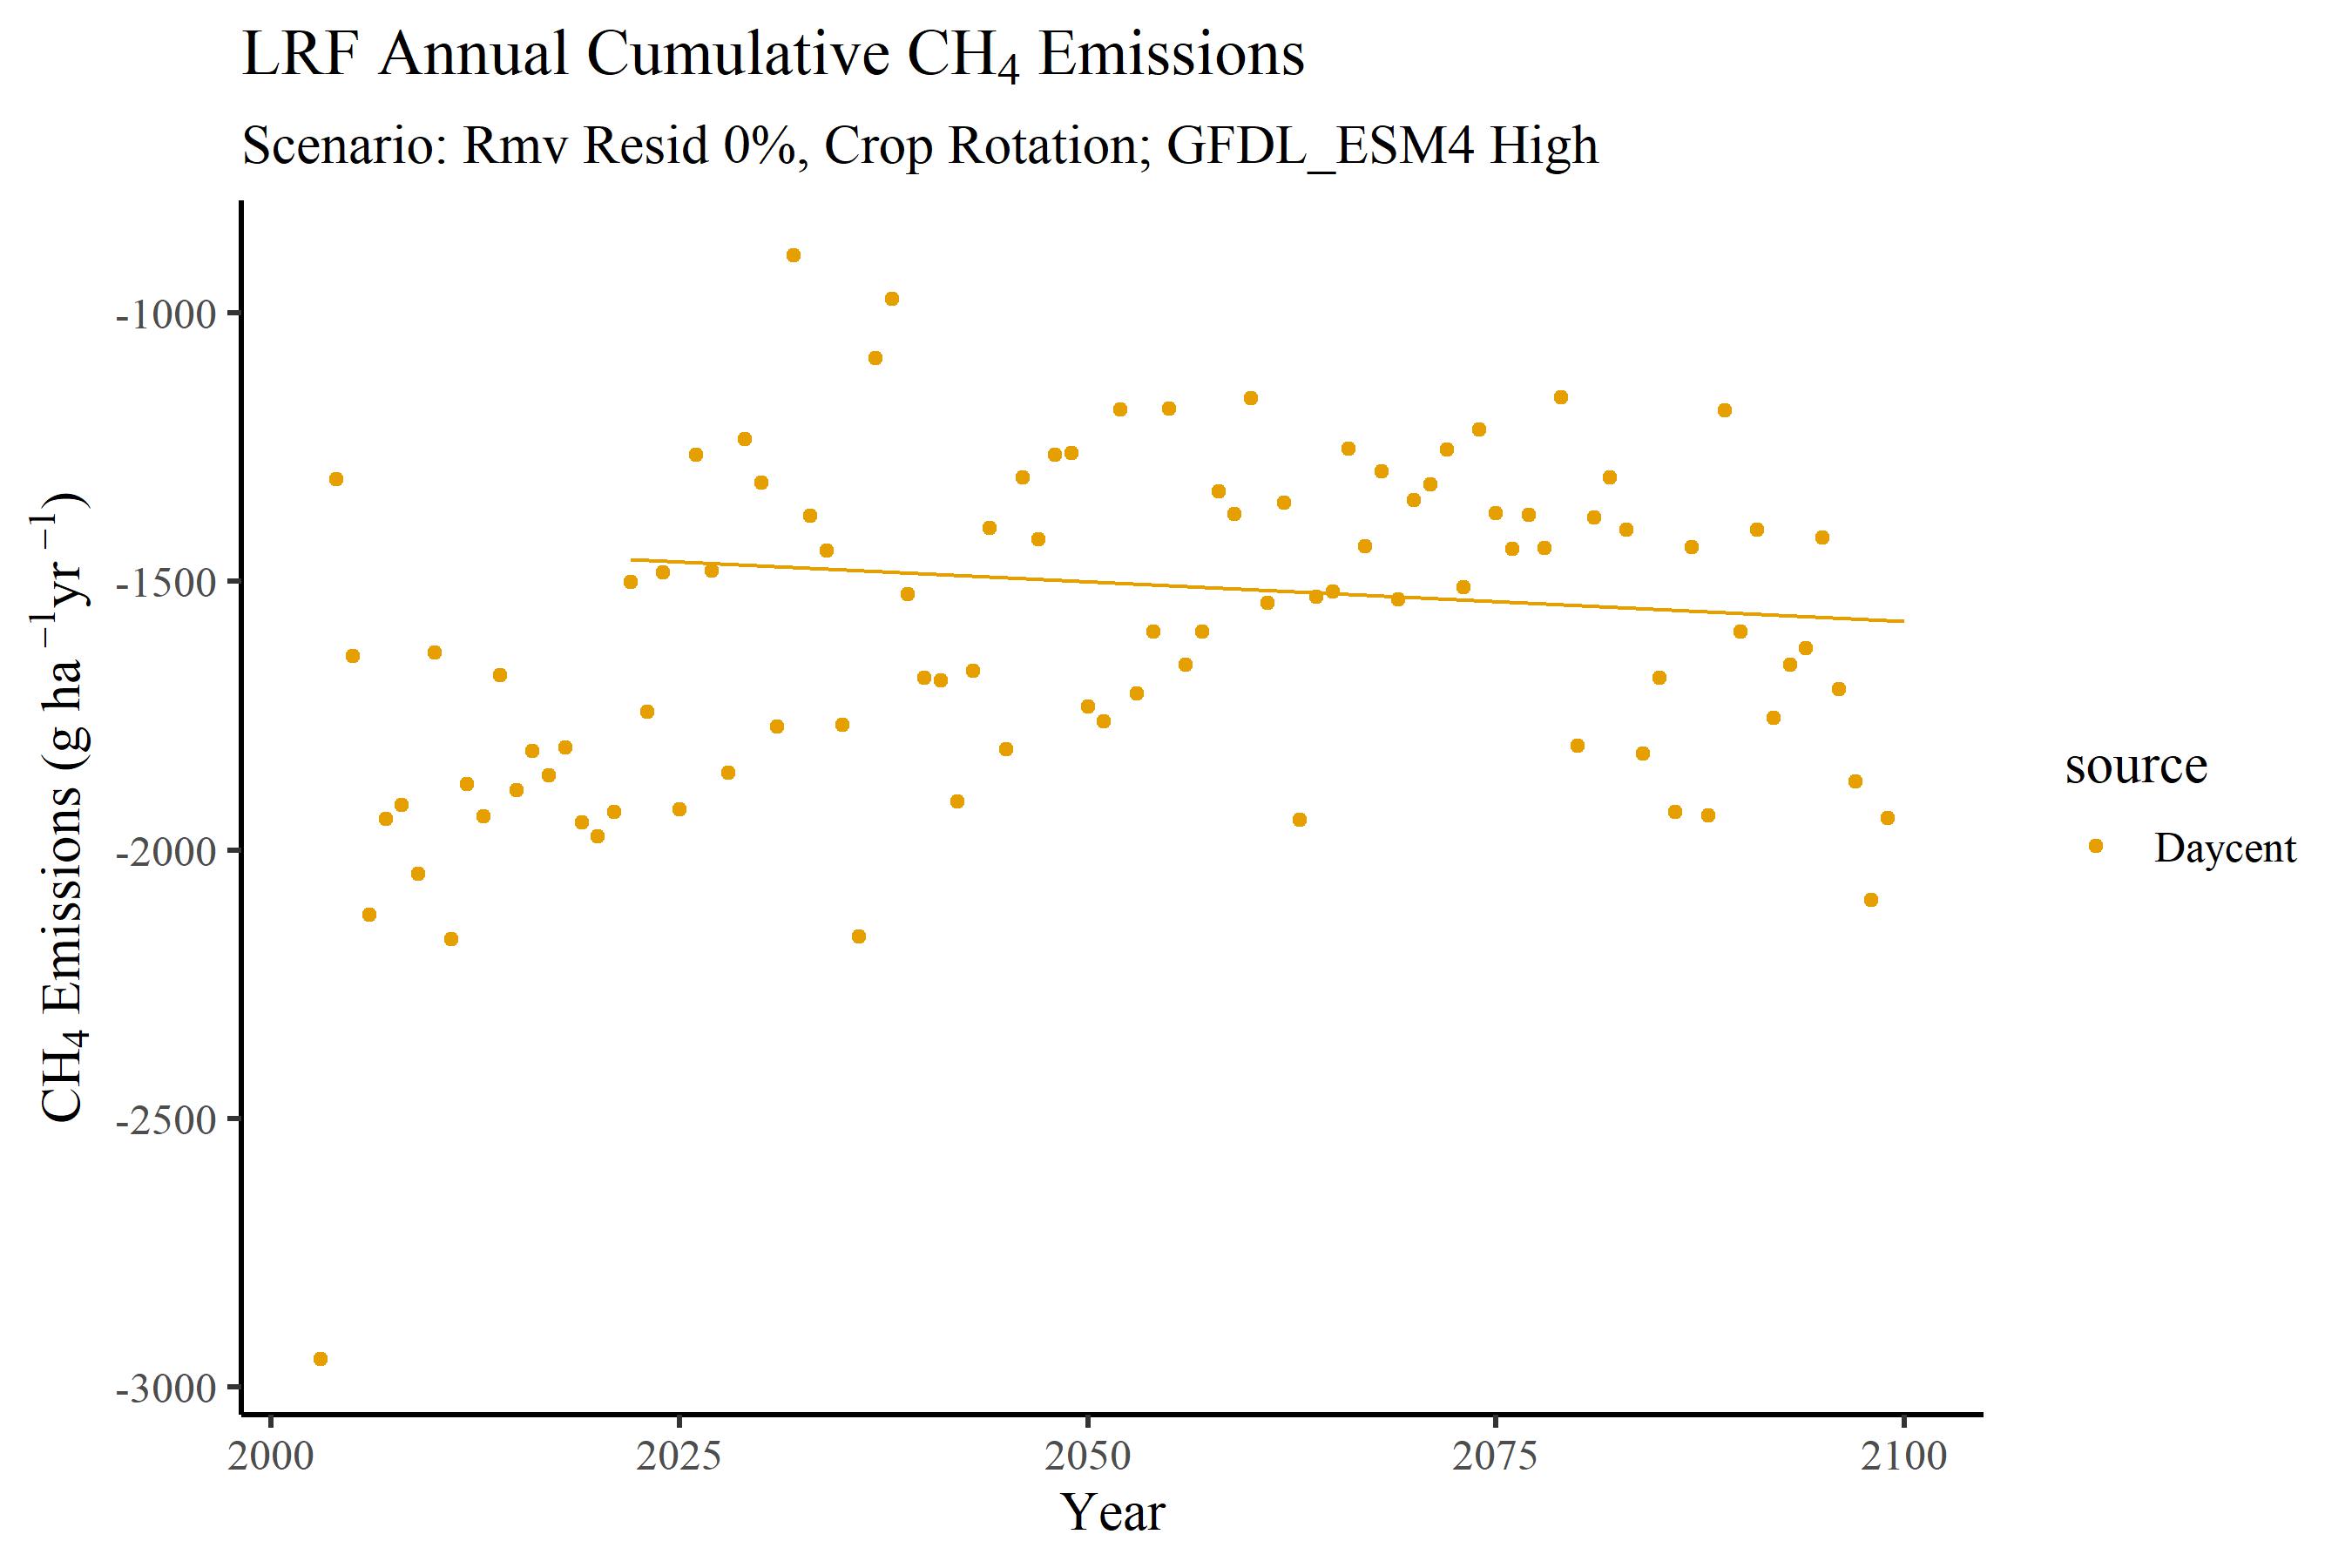 LRF Annual Cumulative CH₄ Emissions
Scenario: Rmv Resid 0%, Crop Rotation; GFDL_ESM4 High
CH₄ Emissions (g ha⁻¹yr⁻¹)
-1000
-1500
-2000
-2500
-3000
2000 2025 2050 2075 2100
Year
source
Daycent